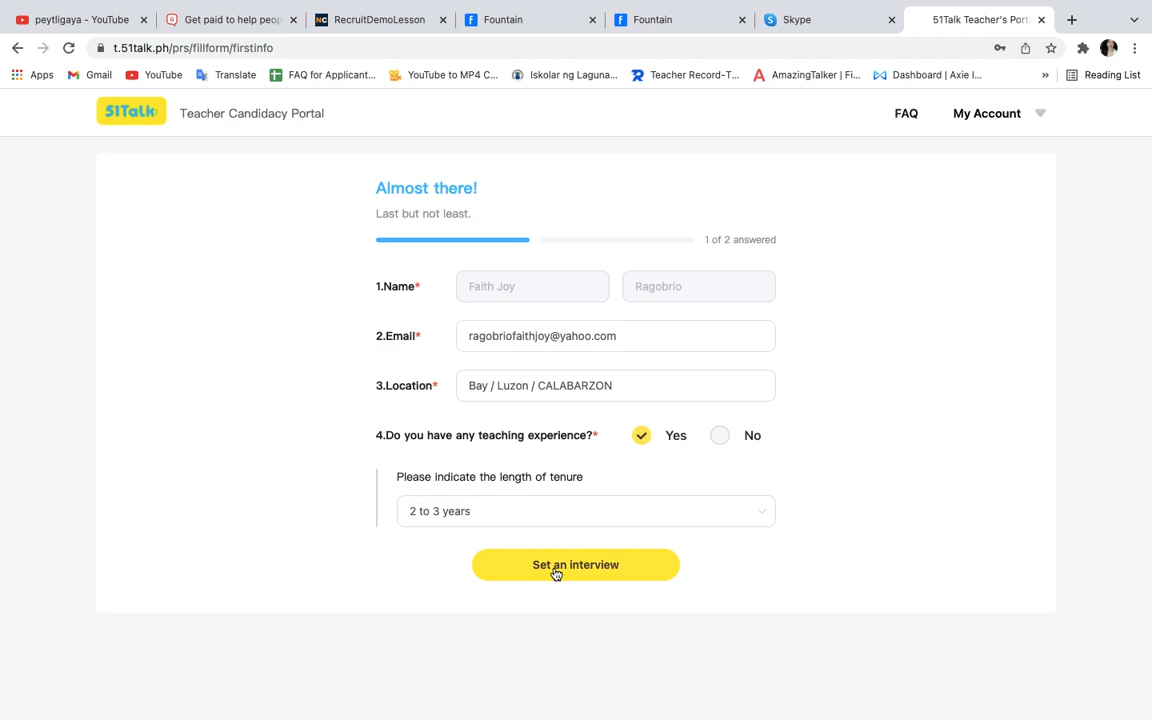 peytligaya - YouTube
Get paid to help peop
RecruitDemoLesson
Fountain
Fountain
Skype
51Talk Teacher's Port
t.51talk.ph/prs/fillform/firstinfo
Apps
Gmail
YouTube
Translate
FAQ for Applicant...
YouTube to MP4 C...
Iskolar ng Laguna...
Teacher Record-T...
AmazingTalker | Fi...
Dashboard | Axie I...
»
Reading List
51Talk
Teacher Candidacy Portal
FAQ
My Account
Almost there!
Last but not least.
1 of 2 answered
1.Name*
Faith Joy
Ragobrio
2.Email*
ragobriofaithjoy@yahoo.com
3.Location*
Bay / Luzon / CALABARZON
4.Do you have any teaching experience?*
Yes
No
Please indicate the length of tenure
2 to 3 years
Set an interview